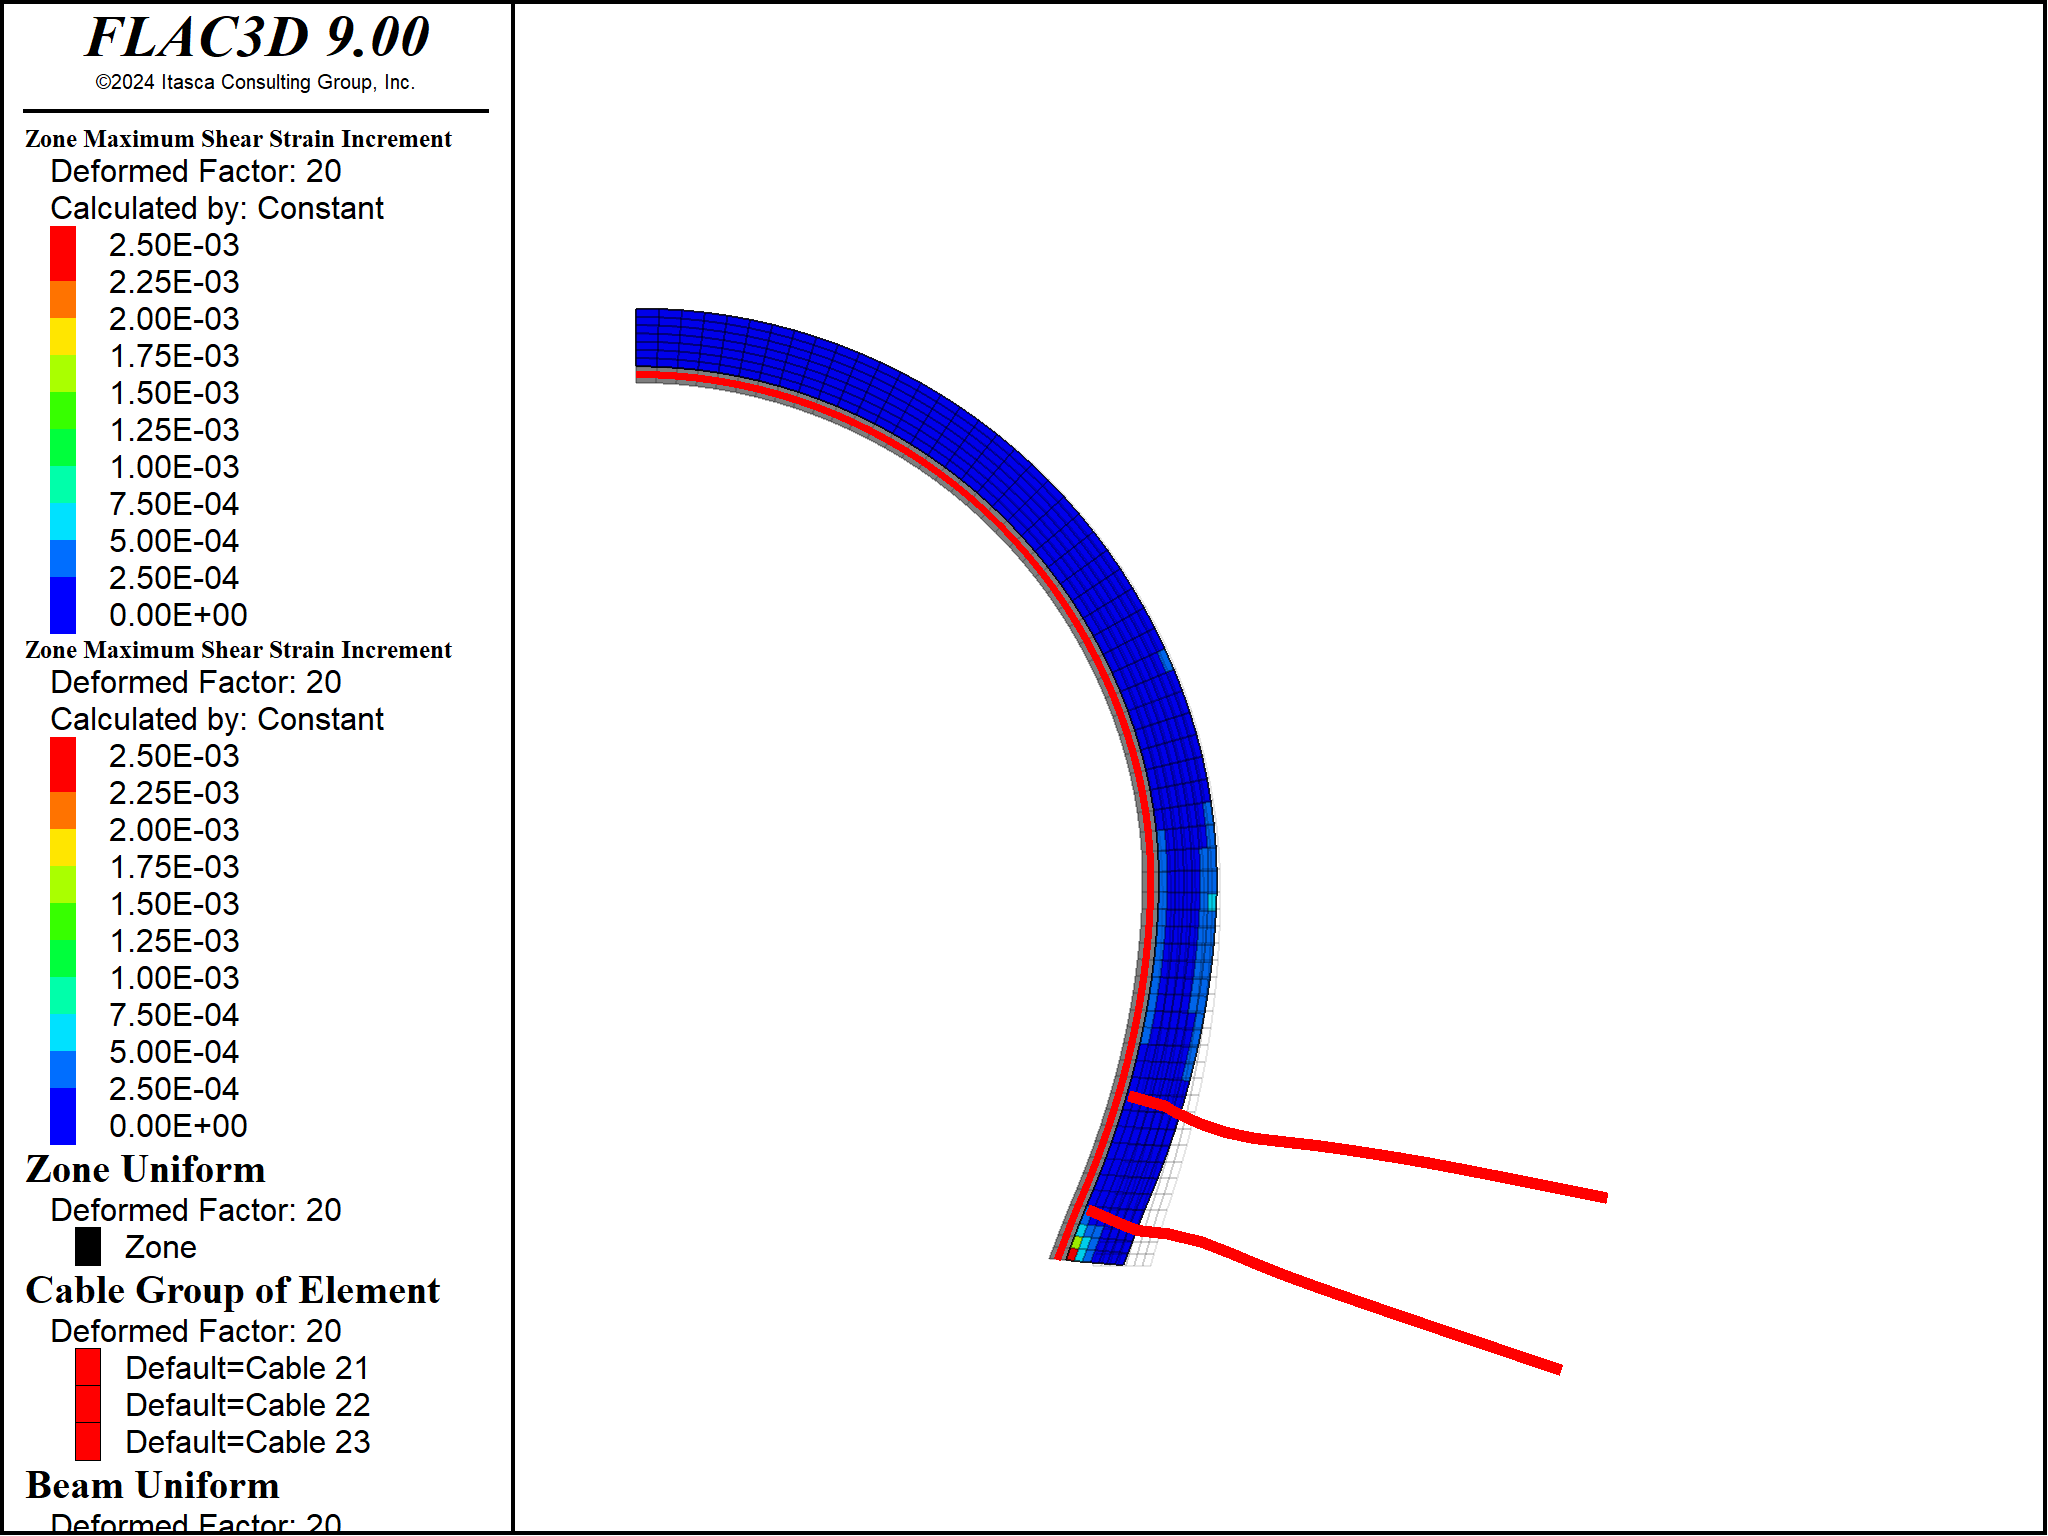 FLAC3D 9.00
©2024 Itasca Consulting Group, Inc.
Zone Maximum Shear Strain Increment
Deformed Factor: 20
Calculated by: Constant
2.50E-03
2.25E-03
2.00E-03
1.75E-03
1.50E-03
1.25E-03
1.00E-03
7.50E-04
5.00E-04
2.50E-04
0.00E+00
Zone Maximum Shear Strain Increment
Deformed Factor: 20
Calculated by: Constant
2.50E-03
2.25E-03
2.00E-03
1.75E-03
1.50E-03
1.25E-03
1.00E-03
7.50E-04
5.00E-04
2.50E-04
0.00E+00
Zone Uniform
Deformed Factor: 20
Zone
Cable Group of Element
Deformed Factor: 20
Default=Cable 21
Default=Cable 22
Default=Cable 23
Beam Uniform
Deformed Factor: 20